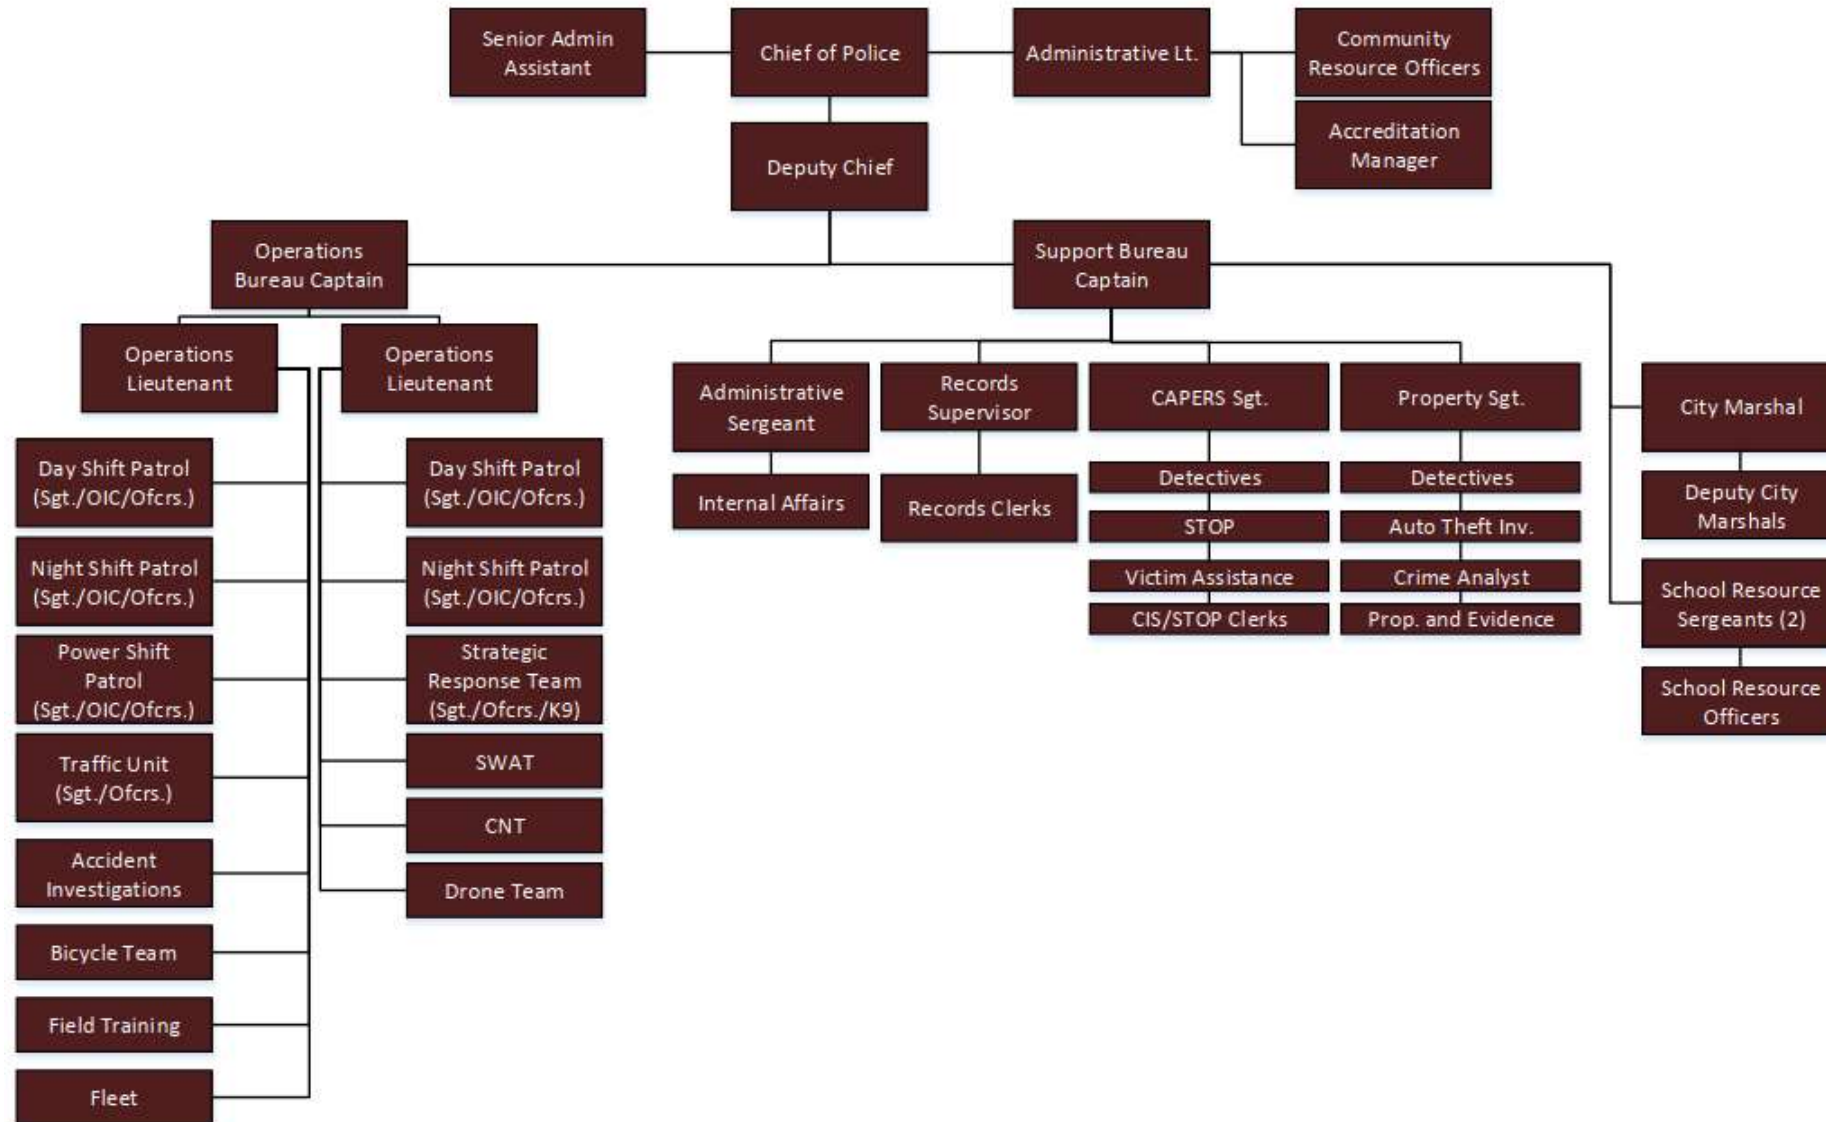 Senior Admin
Assistant
Chief of Police
Administrative Lt.
Community
Resource Officers
Accreditation
Manager
Deputy Chief
Operations
Bureau Captain
Support Bureau
Captain
Operations
Lieutenant
Operations
Lieutenant
Day Shift Patrol
(Sgt./OIC/Ofcrs.)
Night Shift Patrol
(Sgt./OIC/Ofcrs.)
Power Shift
Patrol
(Sgt./OIC/Ofcrs.)
Traffic Unit
(Sgt./Ofcrs.)
Accident
Investigations
Bicycle Team
Field Training
Fleet
Day Shift Patrol
(Sgt./OIC/Ofcrs.)
Night Shift Patrol
(Sgt./OIC/Ofcrs.)
Strategic
Response Team
(Sgt./Ofcrs./K9)
SWAT
CNT
Drone Team
Administrative
Sergeant
Internal Affairs
Records
Supervisor
Records Clerks
CAPERS Sgt.
Detectives
STOP
Victim Assistance
CIS/STOP Clerks
Property Sgt.
Detectives
Auto Theft Inv.
Crime Analyst
Prop. and Evidence
City Marshal
Deputy City
Marshals
School Resource
Sergeants (2)
School Resource
Officers